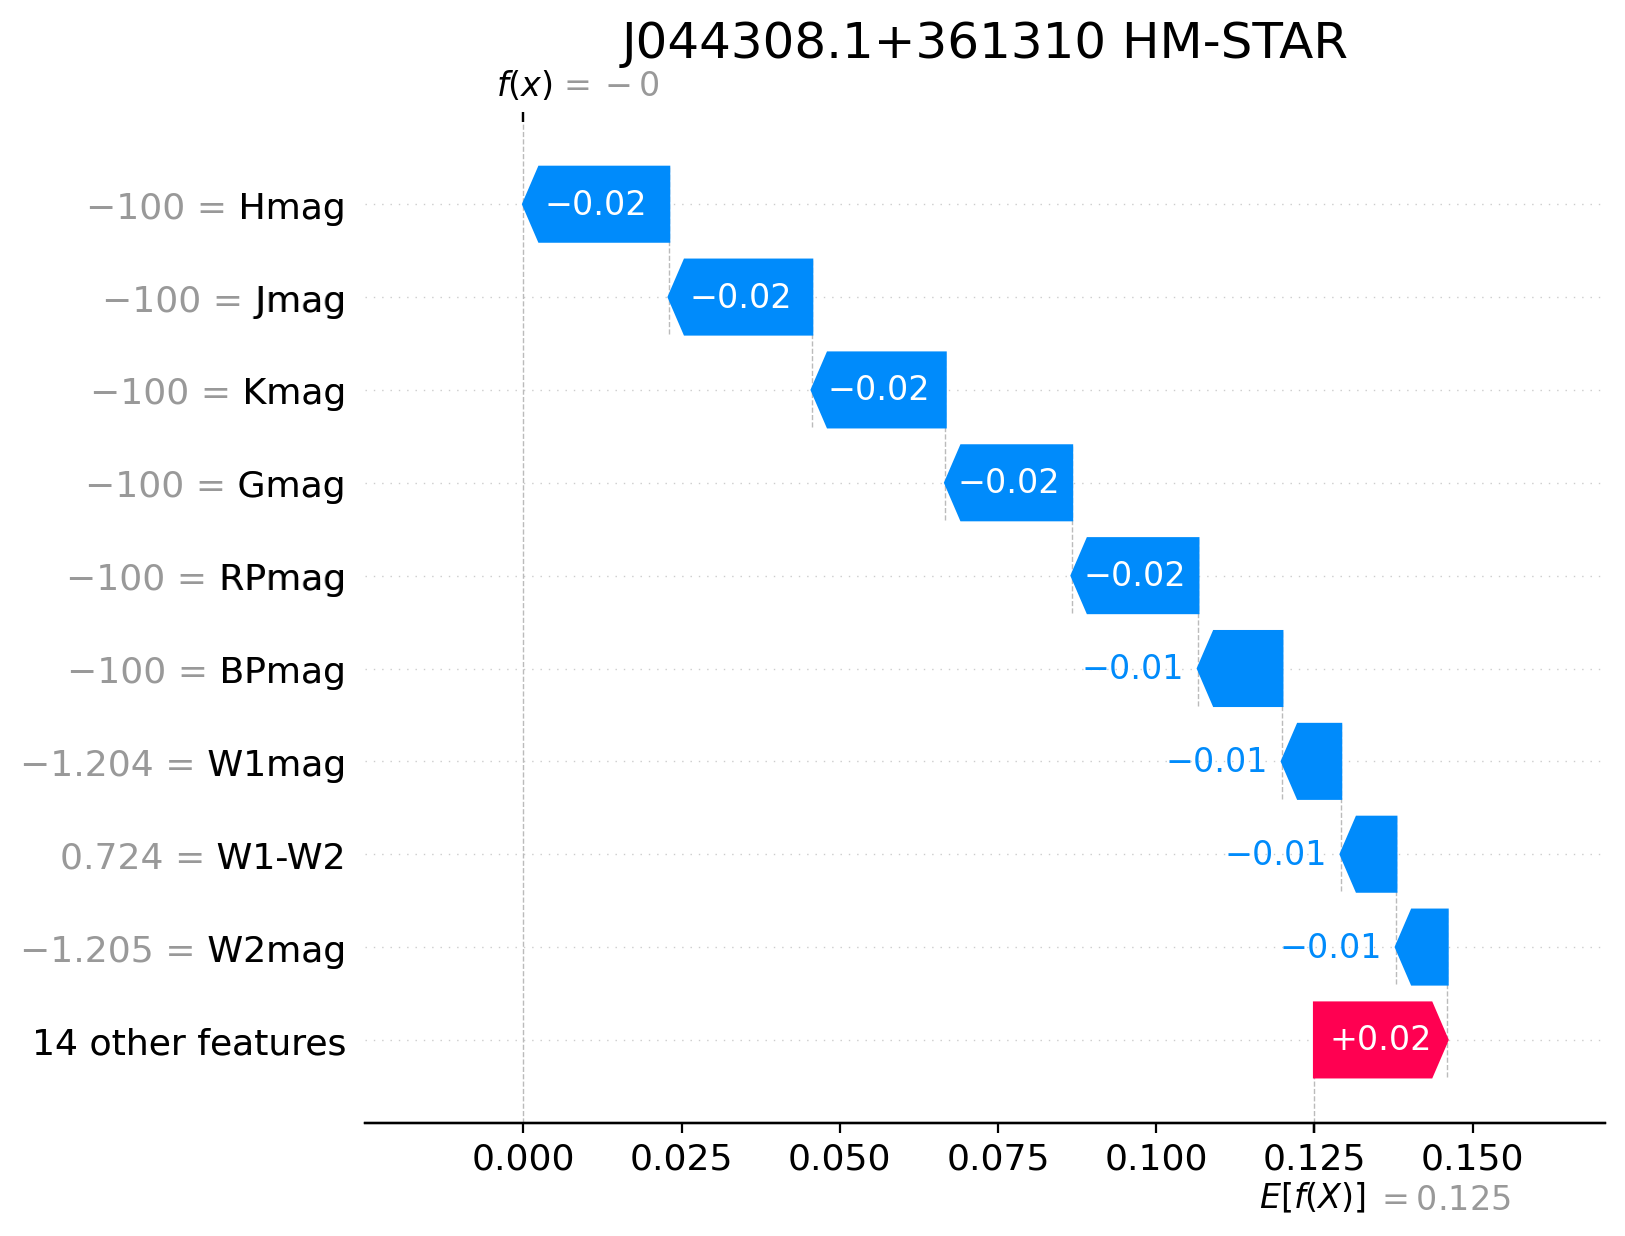 J044308.1+361310 HM-STAR
f(x) = −0
−100 = Hmag
−0.02
−100 = Jmag
−0.02
−100 = Kmag
−0.02
−100 = Gmag
−0.02
−100 = RPmag
−0.02
−100 = BPmag
−0.01
−1.204 = W1mag
−0.01
0.724 = W1-W2
−0.01
−1.205 = W2mag
−0.01
14 other features
+0.02
0.000 0.025 0.050 0.075 0.100 0.125 0.150
E[f(X)] = 0.125